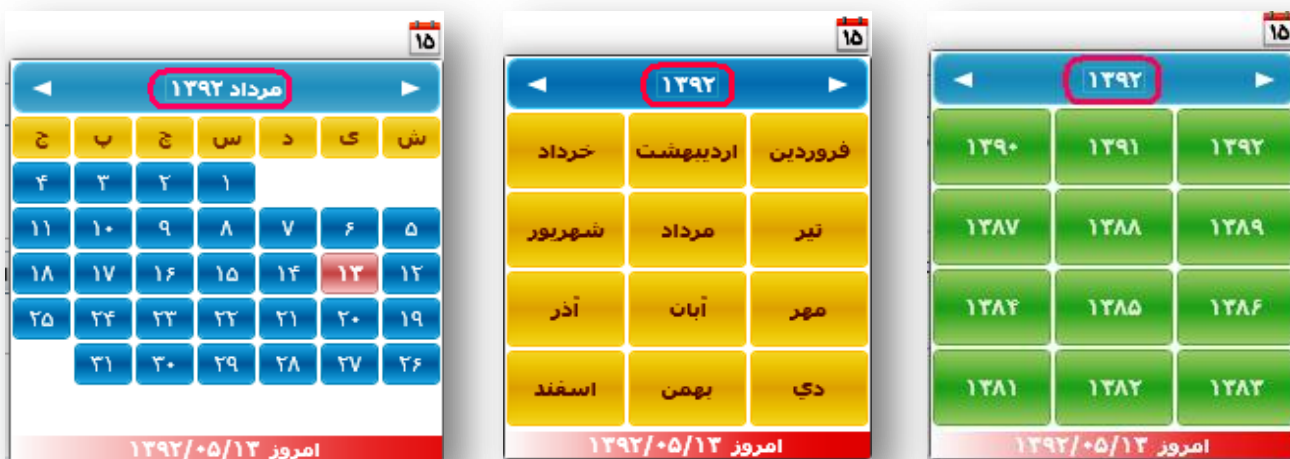 ۱۵
مرداد ۱۳۹۲
ش ی د س چ پ ج
۱ ۲ ۳ ۴
۵ ۶ ۷ ۸ ۹ ۱۰ ۱۱
۱۲ ۱۳ ۱۴ ۱۵ ۱۶ ۱۷ ۱۸
۱۹ ۲۰ ۲۱ ۲۲ ۲۳ ۲۴ ۲۵
۲۶ ۲۷ ۲۸ ۲۹ ۳۰ ۳۱
امروز ۱۳۹۲/۰۵/۱۳
۱۵
۱۳۹۲
فروردین اردیبهشت خرداد
تیر مرداد شهریور
مهر آبان آذر
دي بهمن اسفند
امروز ۱۳۹۲/۰۵/۱۳
۱۵
۱۳۹۲
۱۳۹۲ ۱۳۹۱ ۱۳۹۰
۱۳۸۹ ۱۳۸۸ ۱۳۸۷
۱۳۸۶ ۱۳۸۵ ۱۳۸۴
۱۳۸۳ ۱۳۸۲ ۱۳۸۱
امروز ۱۳۹۲/۰۵/۱۳